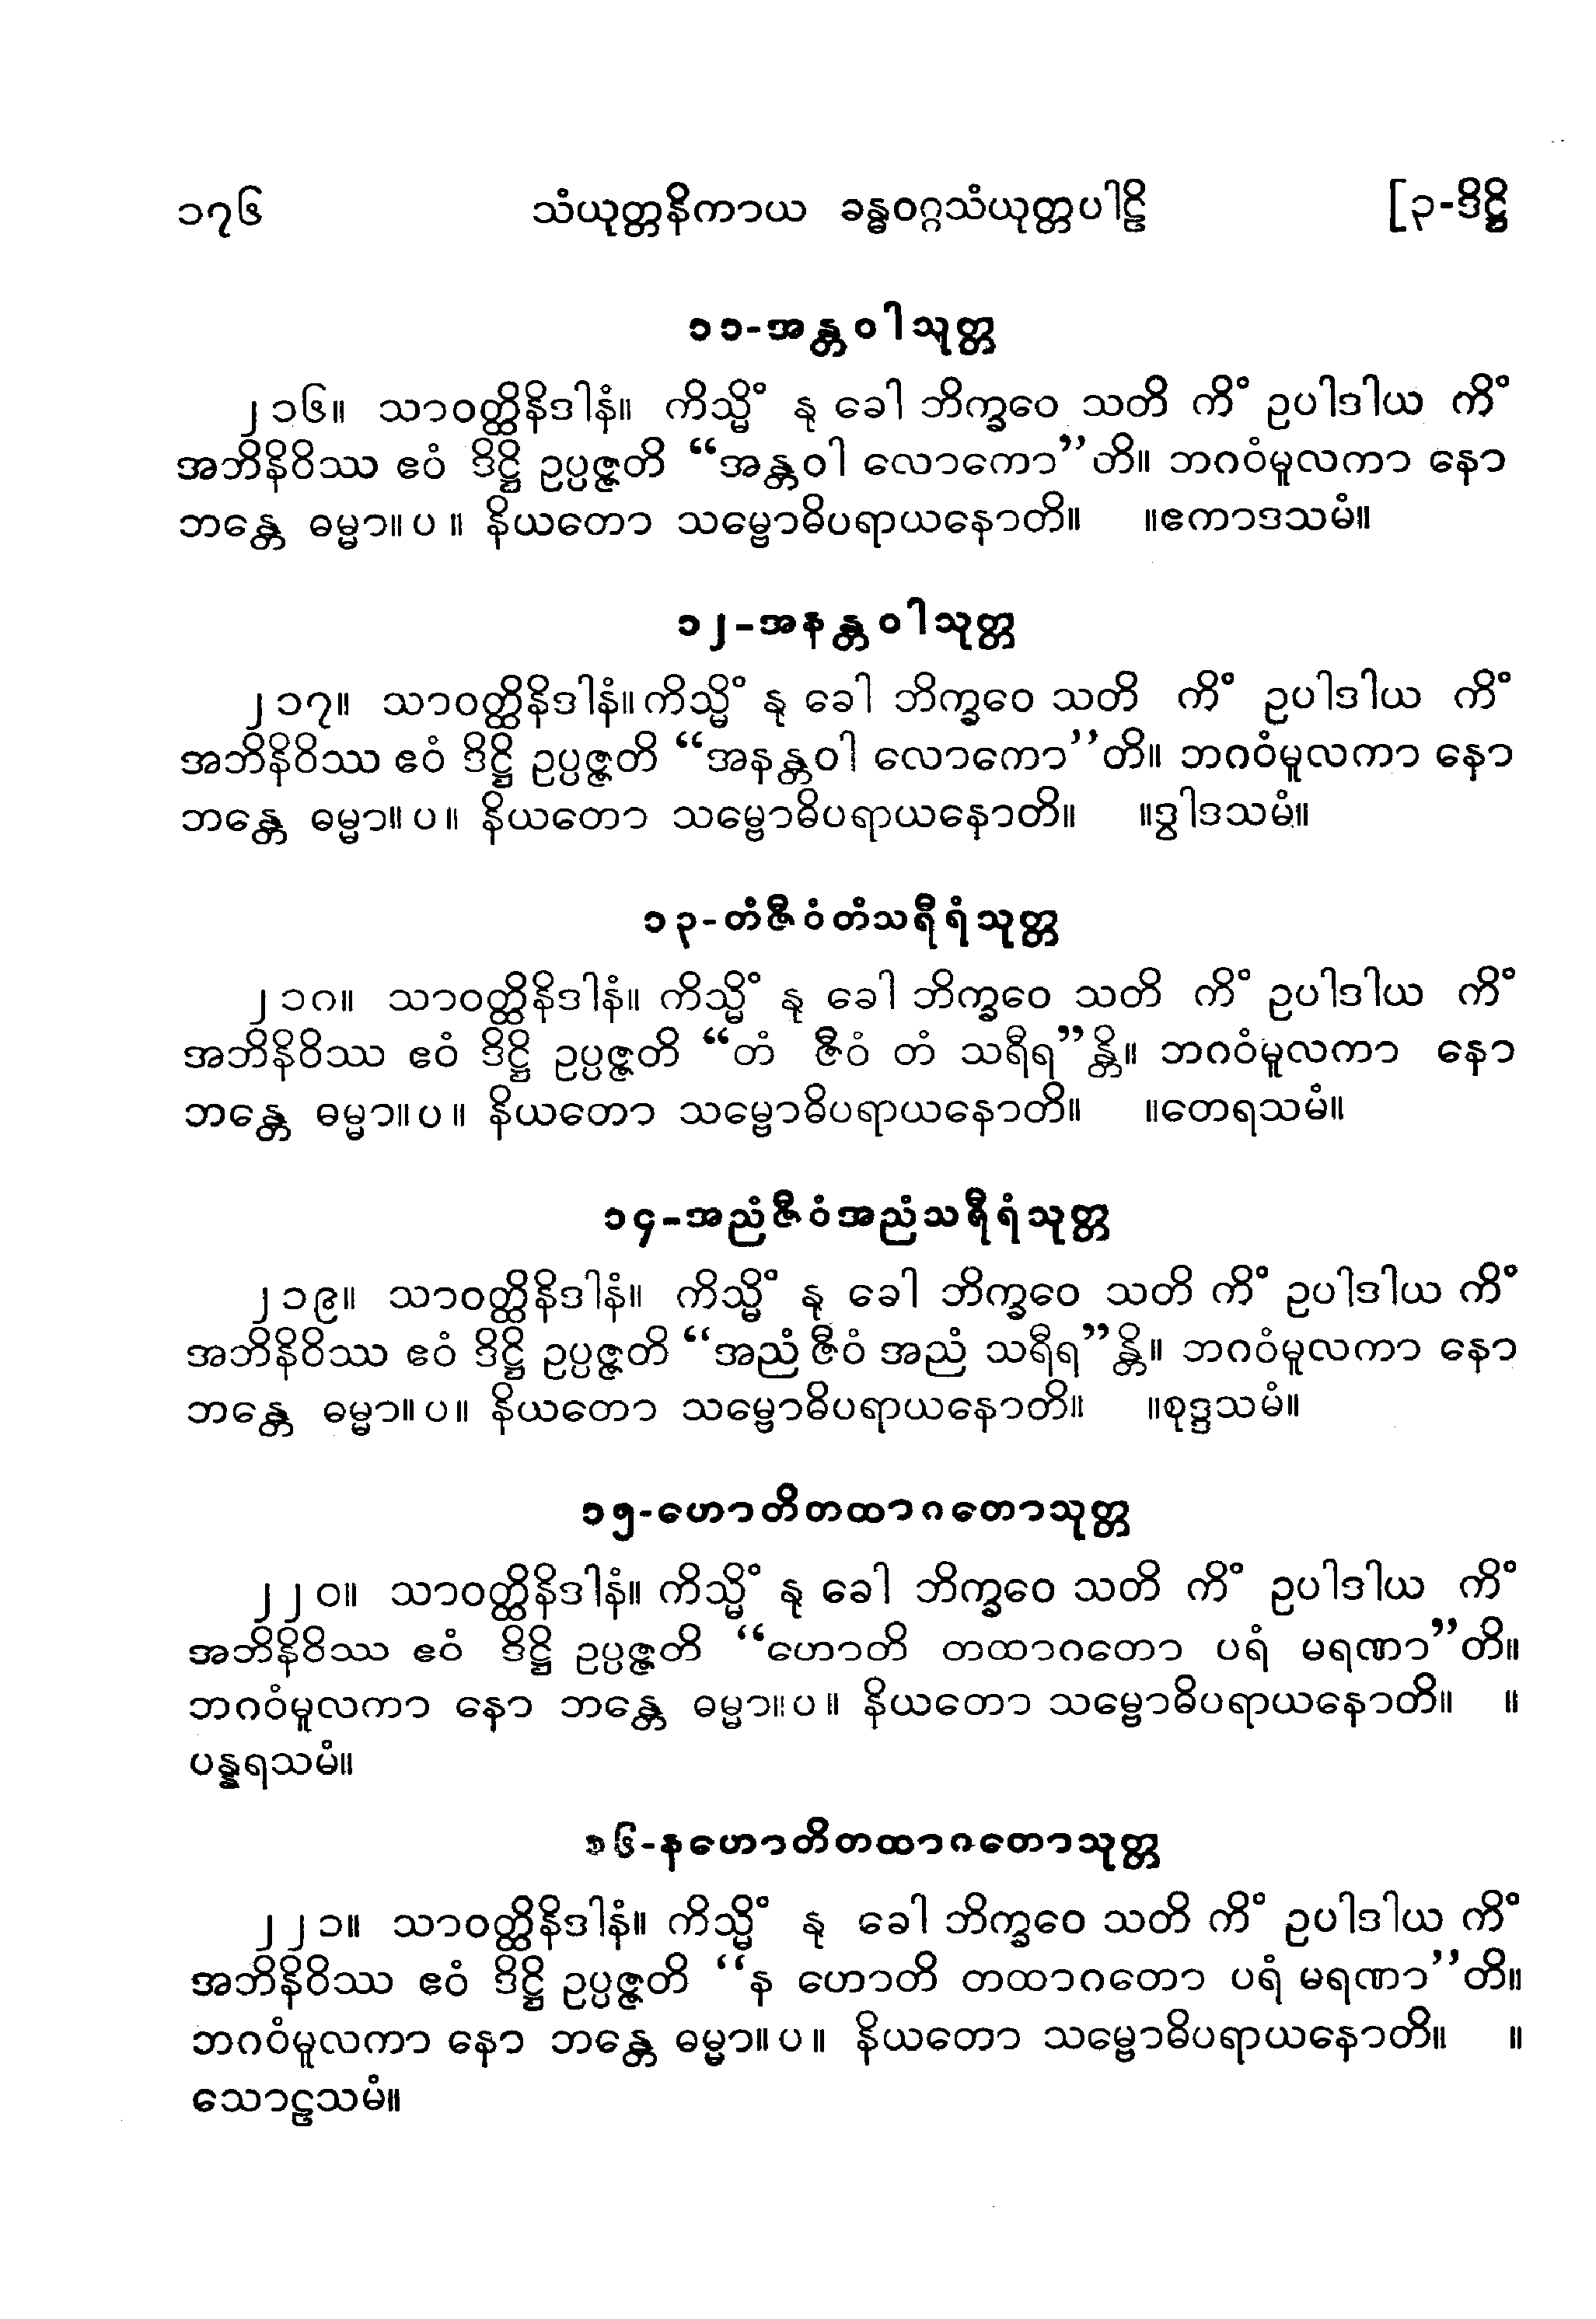 ၁၇၆ သံယုတ္တနိကာယ ခန္ဓဝဂ္ဂသံယုတ္တပါဠိ [၃-ဒိဋ္ဌိ
၁၁-အန္တဝါသုတ္တ
၂၁၆။ သာဝတ္ထိနိဒါနံ။ ကိသ္မိံ နု ခေါ ဘိက္ခဝေ သတိ ကိံ ဥပါဒါယ ကိံ
အဘိနိဝိဿ ဧဝံ ဒိဋ္ဌိ ဥပ္ပဇ္ဇတိ “အန္တဝါ လောကော”တိ။ ဘဂဝံမူလကာ နော
ဘန္တေ ဓမ္မာ။ပ။ နိယတော သမ္ဗောဓိပရာယနောတိ။ ။ဧကာဒသမံ။
၁၂-အနန္တဝါသုတ္တ
၂၁၇။ သာဝတ္ထိနိဒါနံ။ ကိသ္မိံ နု ခေါ ဘိက္ခဝေ သတိ ကိံ ဥပါဒါယ ကိံ
အဘိနိဝိဿ ဧဝံ ဒိဋ္ဌိ ဥပ္ပဇ္ဇတိ “အနန္တဝါ လောကော”တိ။ ဘဂဝံမူလကာ နော
ဘန္တေ ဓမ္မာ။ပ။ နိယတော သမ္ဗောဓိပရာယနောတိ။ ။ဒွါဒသမံ။
၁၃-တံဇီဝံတံသရီရံသုတ္တ
၂၁၈။ သာဝတ္ထိနိဒါနံ။ ကိသ္မိံ နု ခေါ ဘိက္ခဝေ သတိ ကိံ ဥပါဒါယ ကိံ
အဘိနိဝိဿ ဧဝံ ဒိဋ္ဌိ ဥပ္ပဇ္ဇတိ “တံ ဇီဝံ တံ သရီရ”န္တိ။ ဘဂဝံမူလကာ နော
ဘန္တေ ဓမ္မာ။ပ။ နိယတော သမ္ဗောဓိပရာယနောတိ။ ။တေရသမံ။
၁၄-အညံဇီဝံအညံသရီရံသုတ္တ
၂၁၉။ သာဝတ္ထိနိဒါနံ။ ကိသ္မိံ နု ခေါ ဘိက္ခဝေ သတိ ကိံ ဥပါဒါယ ကိံ
အဘိနိဝိဿ ဧဝံ ဒိဋ္ဌိ ဥပ္ပဇ္ဇတိ “အညံ ဇီဝံ အညံ သရီရ”န္တိ။ ဘဂဝံမူလကာ နော
ဘန္တေ ဓမ္မာ။ပ။ နိယတော သမ္ဗောဓိပရာယနောတိ။ ။စုဒ္ဒသမံ။
၁၅-ဟောတိတထာဂတောသုတ္တ
၂၂၀။ သာဝတ္ထိနိဒါနံ။ ကိသ္မိံ နု ခေါ ဘိက္ခဝေ သတိ ကိံ ဥပါဒါယ ကိံ
အဘိနိဝိဿ ဧဝံ ဒိဋ္ဌိ ဥပ္ပဇ္ဇတိ “ဟောတိ တထာဂတော ပရံ မရဏာ”တိ။
ဘဂဝံမူလကာ နော ဘန္တေ ဓမ္မာ။ပ။ နိယတော သမ္ဗောဓိပရာယနောတိ။ ။
ပန္နရသမံ။
၁၆-နဟောတိတထာဂတောသုတ္တ
၂၂၁။ သာဝတ္ထိနိဒါနံ။ ကိသ္မိံ နု ခေါ ဘိက္ခဝေ သတိ ကိံ ဥပါဒါယ ကိံ
အဘိနိဝိဿ ဧဝံ ဒိဋ္ဌိ ဥပ္ပဇ္ဇတိ “န ဟောတိ တထာဂတော ပရံ မရဏာ”တိ။
ဘဂဝံမူလကာ နော ဘန္တေ ဓမ္မာ။ပ။ နိယတော သမ္ဗောဓိပရာယနောတိ။ ။
သောဠသမံ။